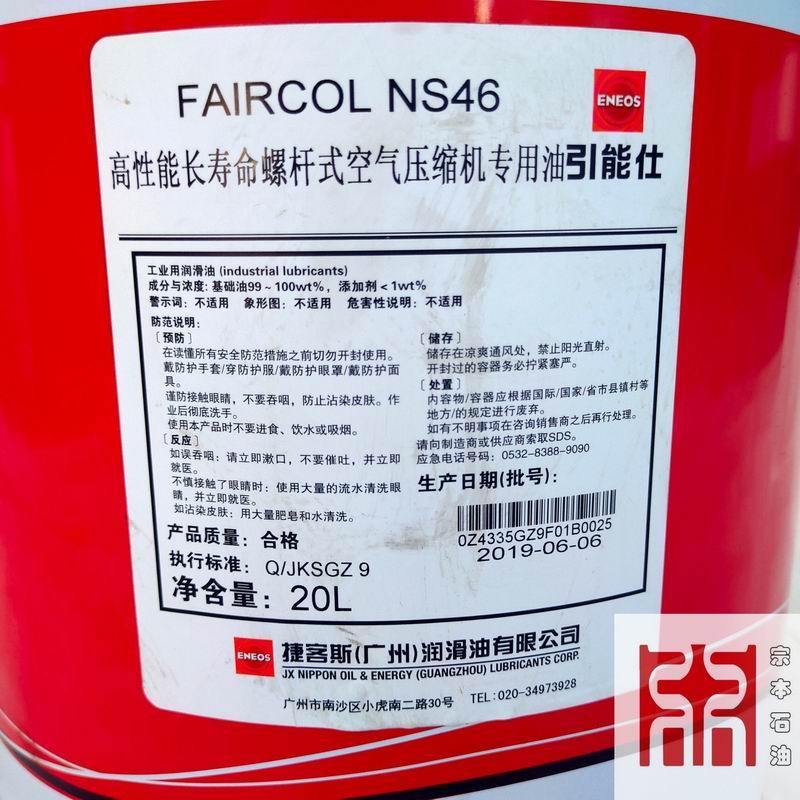 FAIRCOL NS46
ENEOS
高性能长寿命螺杆式空气压缩机专用油引能仕
工业用润滑油 (industrial lubricants)
成分与浓度: 基础油99~100wt%，添加剂<1wt%
警示词: 不适用 象形图: 不适用 危害性说明: 不适用
防范说明:
〔预防〕
在读懂所有安全防范措施之前切勿开封使用。
戴防护手套/穿防护服/戴防护眼罩/戴防护面
具。
谨防接触眼睛，不要吞咽，防止沾染皮肤。作
业后彻底洗手。
使用本产品时不要进食、饮水或吸烟。
〔反应〕
如误吞咽: 请立即漱口，不要催吐，并立即
就医。
不慎接触了眼睛时: 使用大量的流水清洗眼
睛，并立即就医。
如沾染皮肤: 用大量肥皂和水清洗。
〔储存〕
储存在凉爽通风处，禁止阳光直射。
开封过的容器务必拧紧塞严。
〔处置〕
内容物/容器应根据国际/国家/省市县镇村等
地方/的规定进行废弃。
如有不明事项在咨询销售商之后再行处理。
请向制造商或供应商索取SDS。
应急电话号码: 0532-8388-9090
生产日期(批号):
0Z4335GZ9F01B0025
2019-06-06
产品质量: 合格
执行标准: Q/JKSGZ 9
净含量: 20L
ENEOS
捷客斯(广州)润滑油有限公司
JX NIPPON OIL & ENERGY (GUANGZHOU) LUBRICANTS CORP.
广州市南沙区小虎南二路30号 TEL:020-34973928
宗本石油